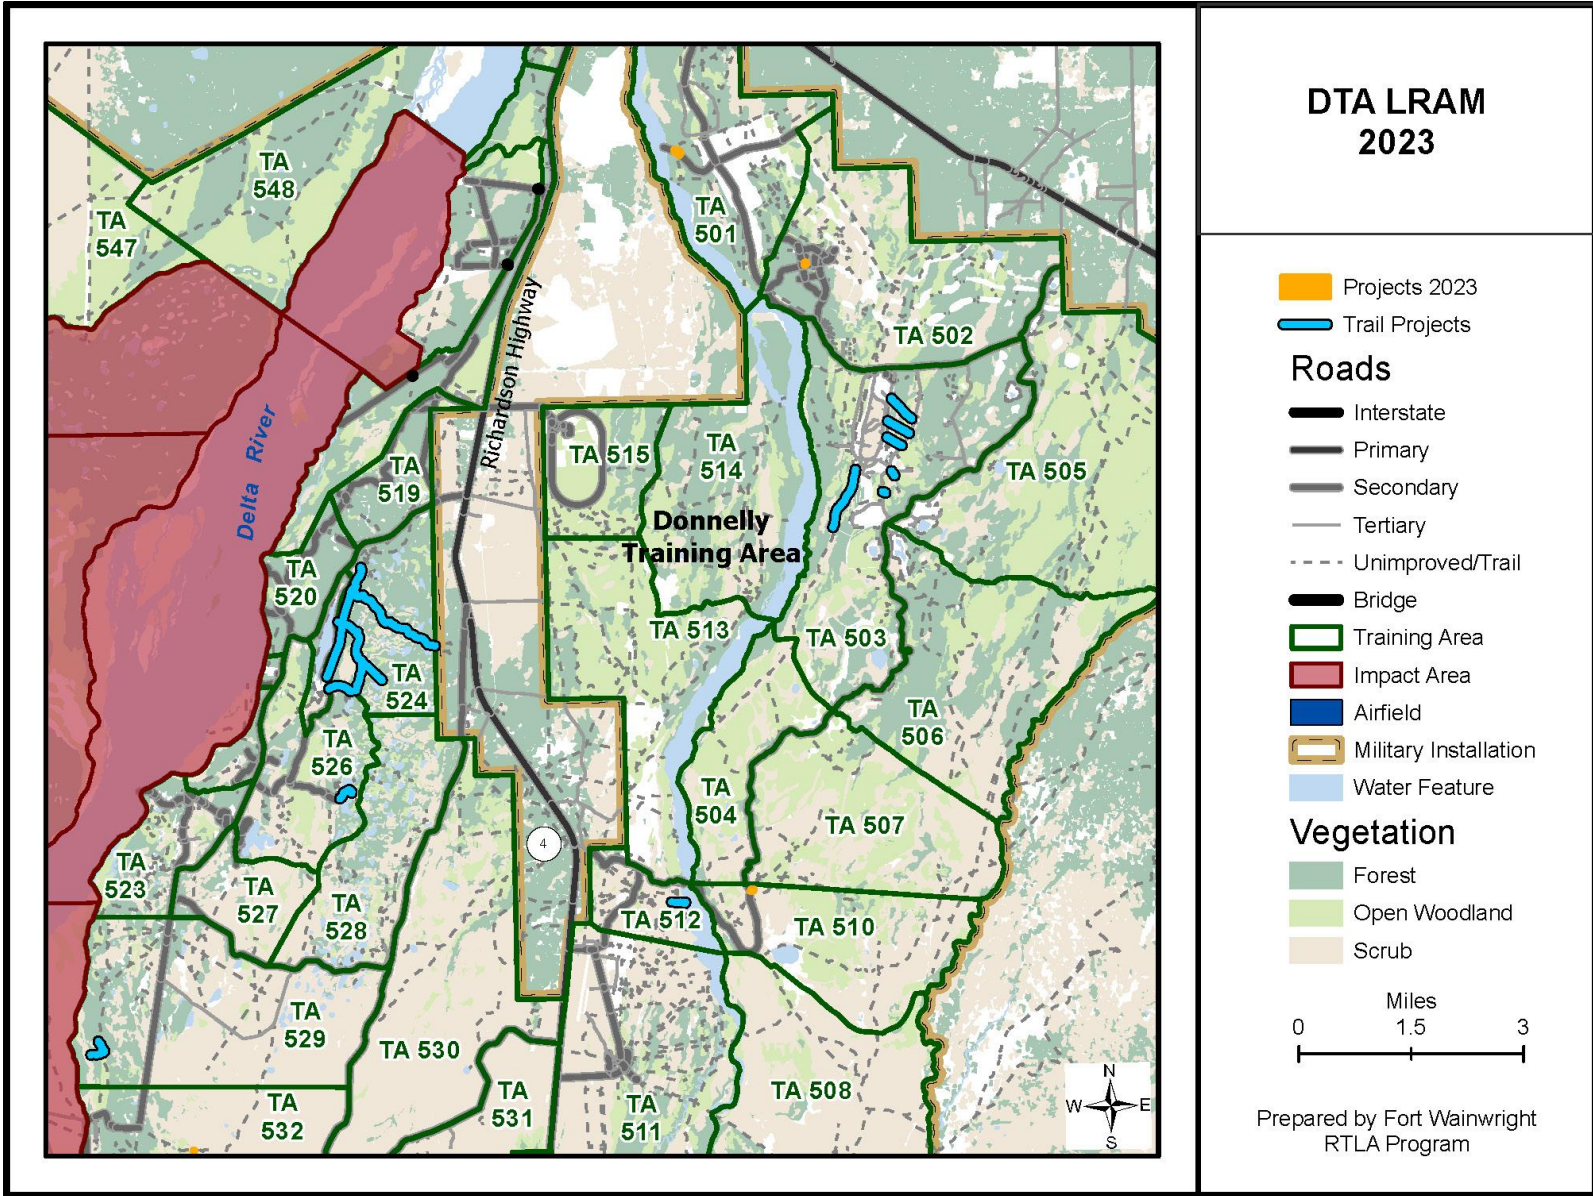 DTA LRAM
2023
Projects 2023
Trail Projects
Roads
Interstate
Primary
Secondary
Tertiary
Unimproved/Trail
Bridge
Training Area
Impact Area
Airfield
Military Installation
Water Feature
Vegetation
Forest
Open Woodland
Scrub
Miles
0 1.5 3
Prepared by Fort Wainwright
RTLA Program
TA
548
TA
547
TA
501
TA 502
Richardson Highway
Delta River
TA
519
TA 515
TA
514
TA 505
Donnelly
Training Area
TA
520
TA 513
TA 503
TA
524
TA
526
TA
506
TA
504
TA 507
4
TA
523
TA
527
TA
528
TA 512
TA 510
TA
529
TA 530
TA
531
TA
532
TA
511
TA 508
N
W E
S